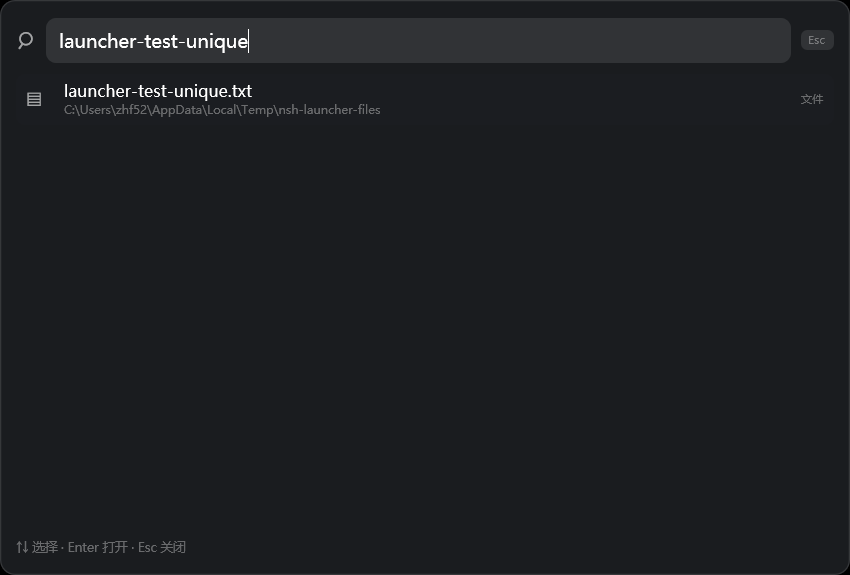 launcher-test-unique
Esc
launcher-test-unique.txt
C:\Users\zhf52\AppData\Local\Temp\nsh-launcher-files
文件
↑↓ 选择 · Enter 打开 · Esc 关闭